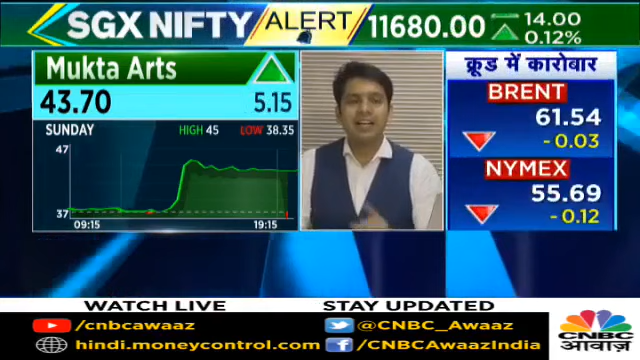 SGX NIFTY ALERT 11680.00 14.00
0.12%
Mukta Arts
43.70 5.15
SUNDAY HIGH 45 LOW 38.35
47
37
09:15 19:15
क्रूड में कारोबार
BRENT
61.54
- 0.03
NYMEX
55.69
- 0.12
WATCH LIVE STAY UPDATED
/cnbcawaaz @CNBC_Awaaz
hindi.moneycontrol.com /CNBCAwaazIndia
CNBC
आवाज़